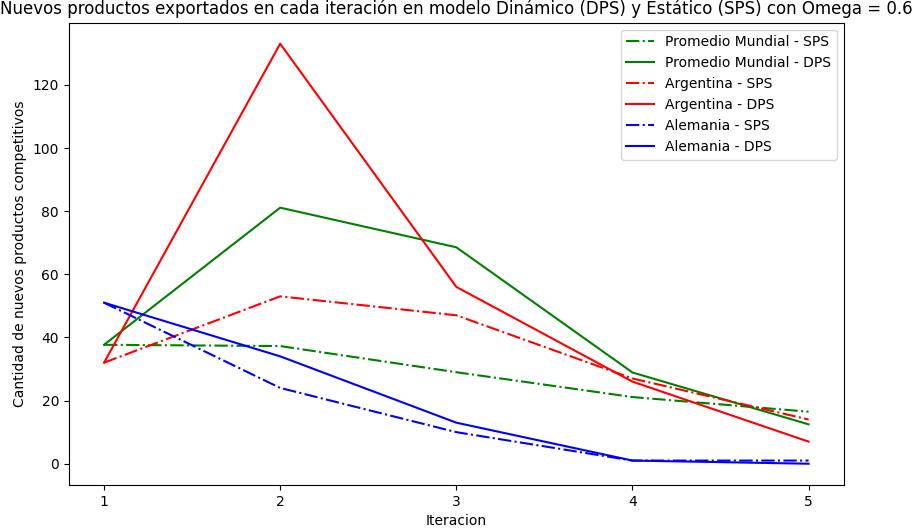 Nuevos productos exportados en cada iteración en modelo Dinámico (DPS) y Estático (SPS) con Omega = 0.6
Promedio Mundial - SPS
Promedio Mundial - DPS
Argentina - SPS
Argentina - DPS
Alemania - SPS
Alemania - DPS
Cantidad de nuevos productos competitivos
120
100
80
60
40
20
0
1 2 3 4 5
Iteracion